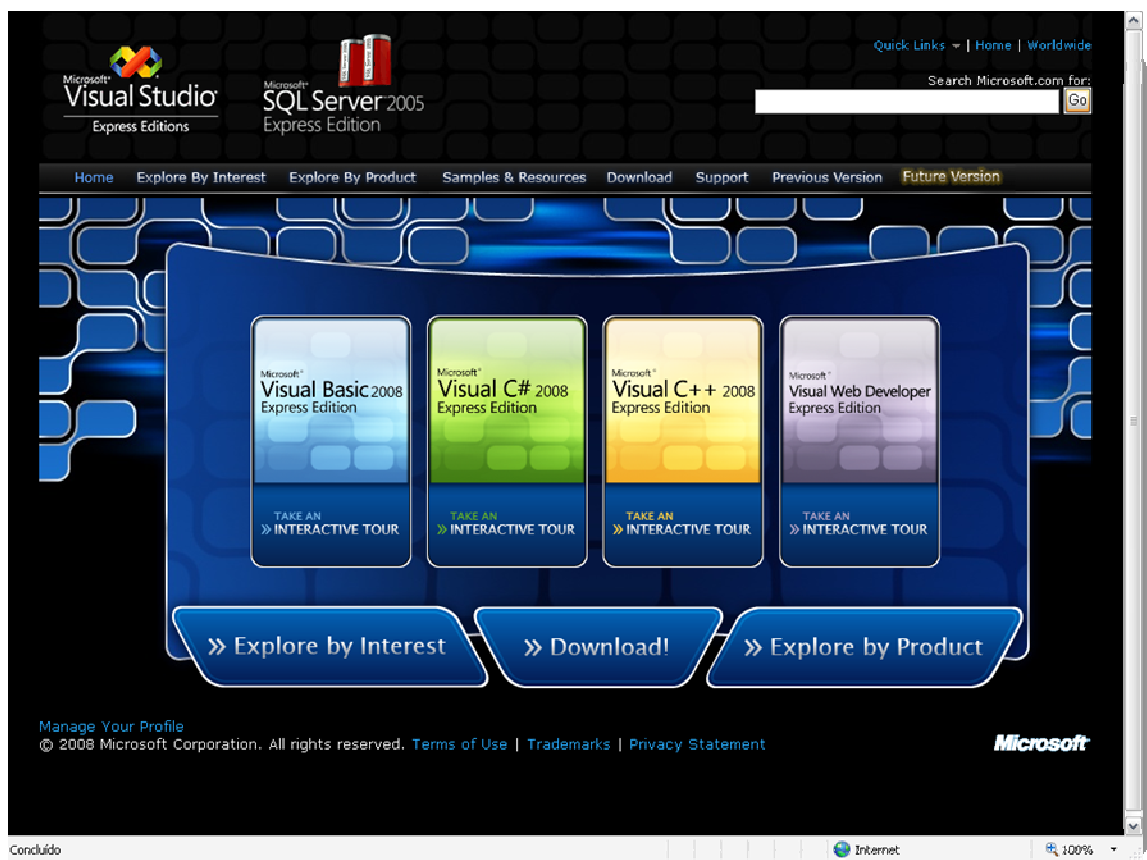 Quick Links | Home | Worldwide
Microsoft®
Visual Studio®
Express Editions
Microsoft®
SQL Server 2005
Express Edition
Search Microsoft.com for:
Go
Home Explore By Interest Explore By Product Samples & Resources Download Support Previous Version Future Version
Microsoft®
Visual Basic 2008
Express Edition
TAKE AN
» INTERACTIVE TOUR
Microsoft®
Visual C# 2008
Express Edition
TAKE AN
» INTERACTIVE TOUR
Microsoft®
Visual C++ 2008
Express Edition
TAKE AN
» INTERACTIVE TOUR
Microsoft®
Visual Web Developer
Express Edition
TAKE AN
» INTERACTIVE TOUR
» Explore by Interest
» Download!
» Explore by Product
Manage Your Profile
© 2008 Microsoft Corporation. All rights reserved. Terms of Use | Trademarks | Privacy Statement
Microsoft
Concluído Internet 100%